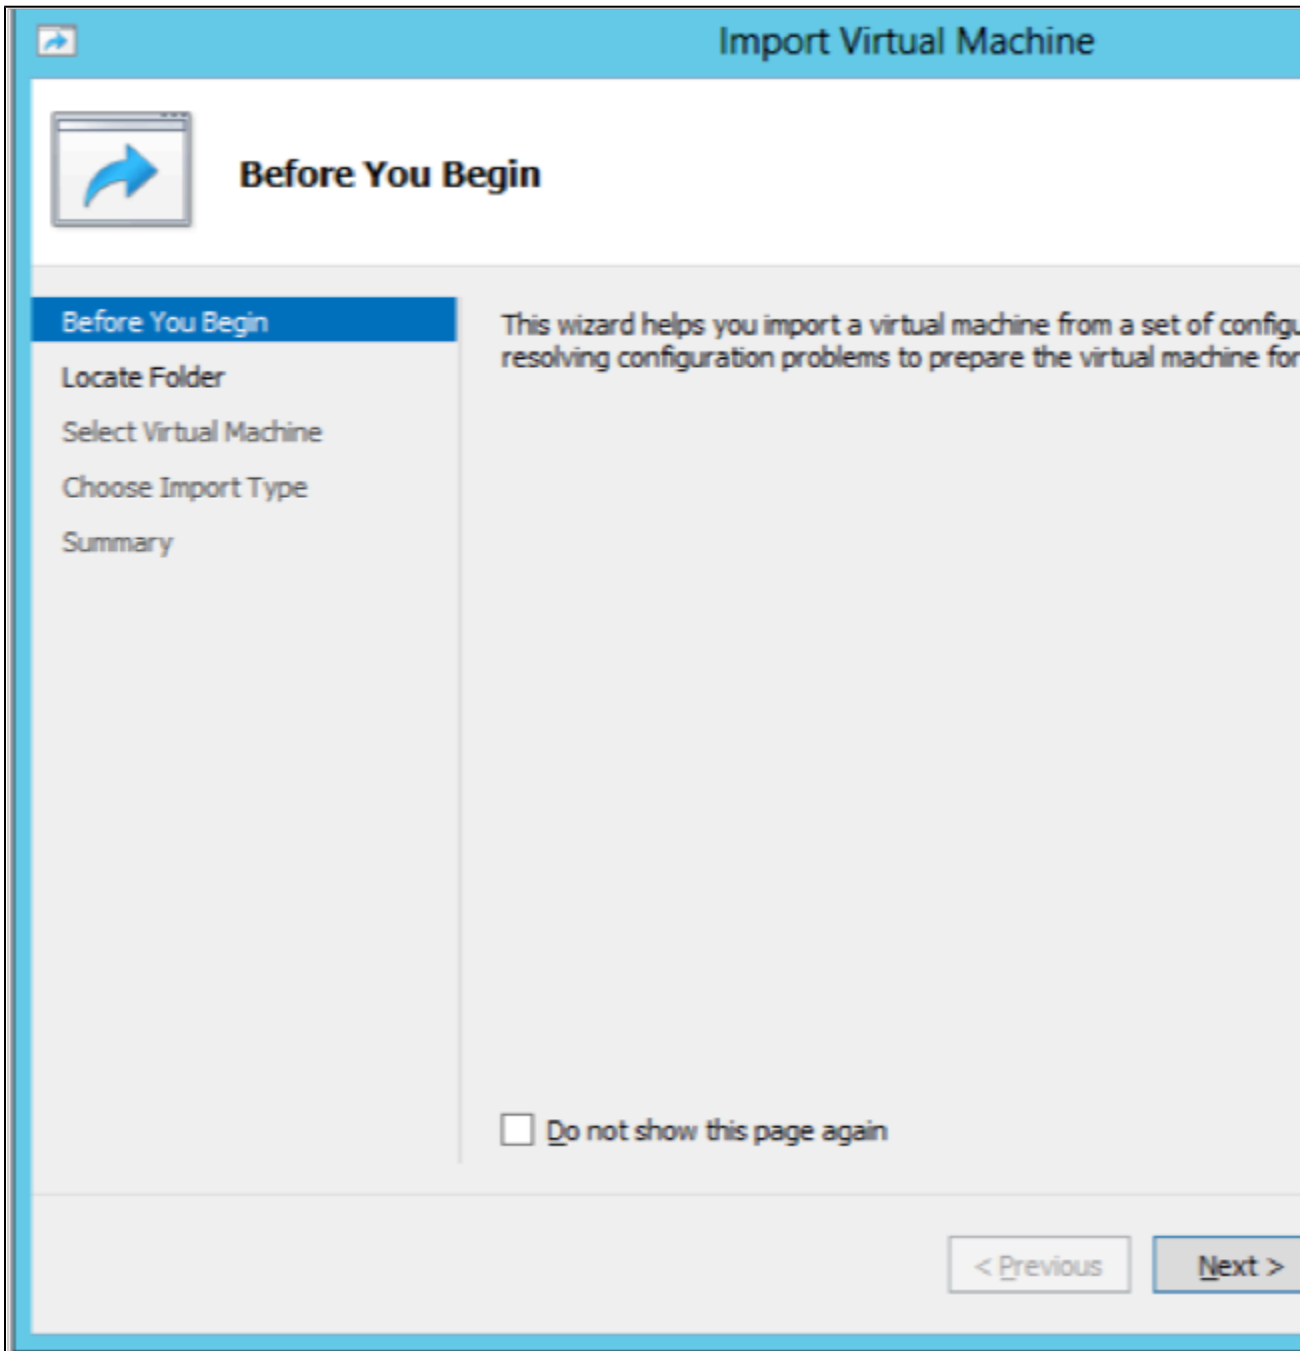 Import Virtual Machine
Before You Begin
Before You Begin
Locate Folder
Select Virtual Machine
Choose Import Type
Summary
This wizard helps you import a virtual machine from a set of configu
resolving configuration problems to prepare the virtual machine for
Do not show this page again
< Previous
Next >